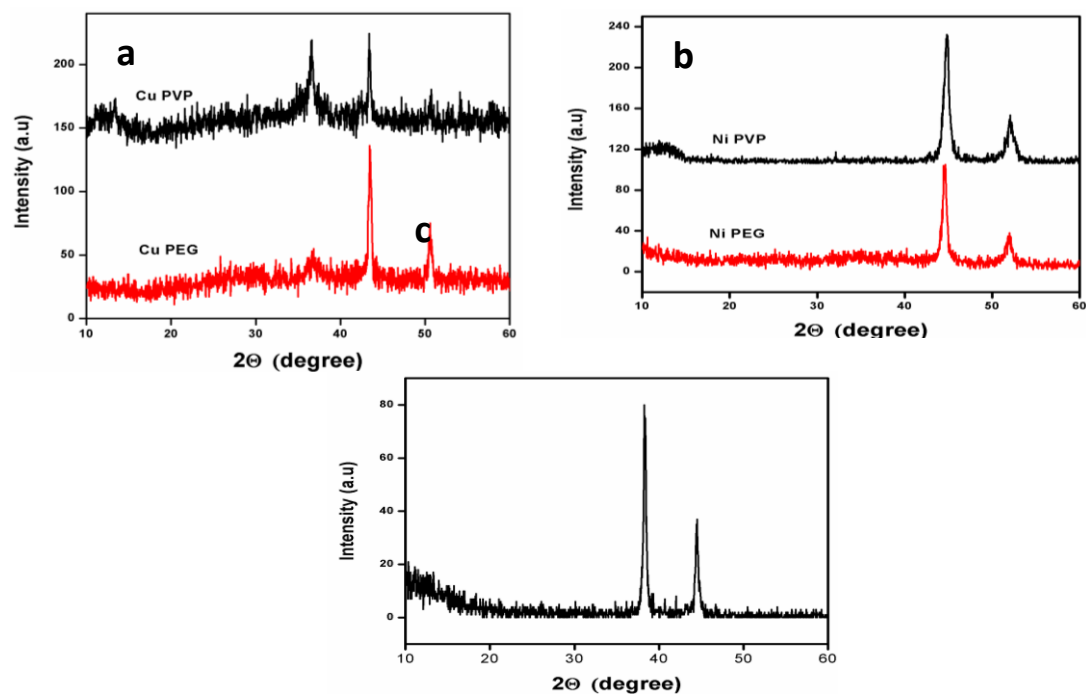 a
Cu PVP
Cu PEG
c
200
150
100
50
0
Intensity (a.u)
10 20 30 40 50 60
2Θ (degree)
b
Ni PVP
Ni PEG
240
200
160
120
80
40
0
Intensity (a.u)
10 20 30 40 50 60
2Θ (degree)
80
60
40
20
0
Intensity (a.u)
10 20 30 40 50 60
2Θ (degree)